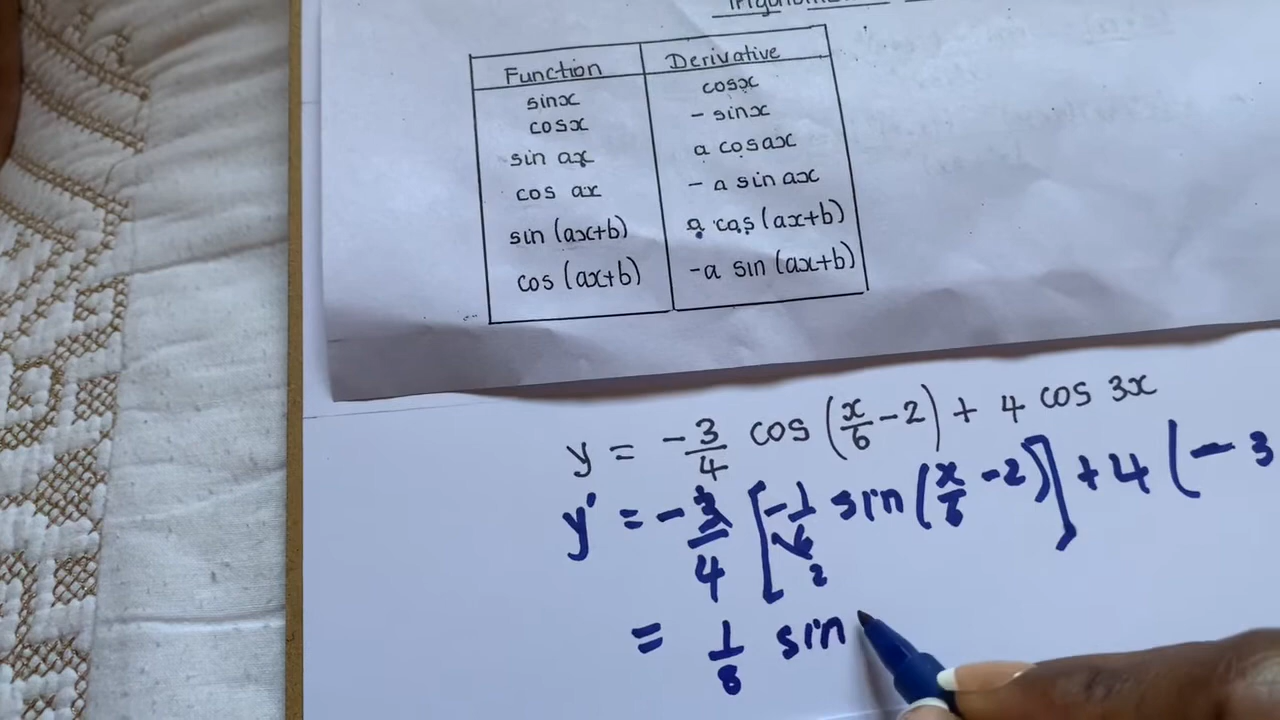 Function Derivative
sinx cosx
cosx - sinx
sin ax a cosax
cos ax - a sin ax
sin (ax+b) a cos (ax+b)
cos (ax+b) -a sin (ax+b)
y = -3/4 cos (x/6 - 2) + 4 cos 3x
y' = -3/4 [-1/6 sin (x/6 - 2)] + 4 (- 3
2
= 1/8 sin